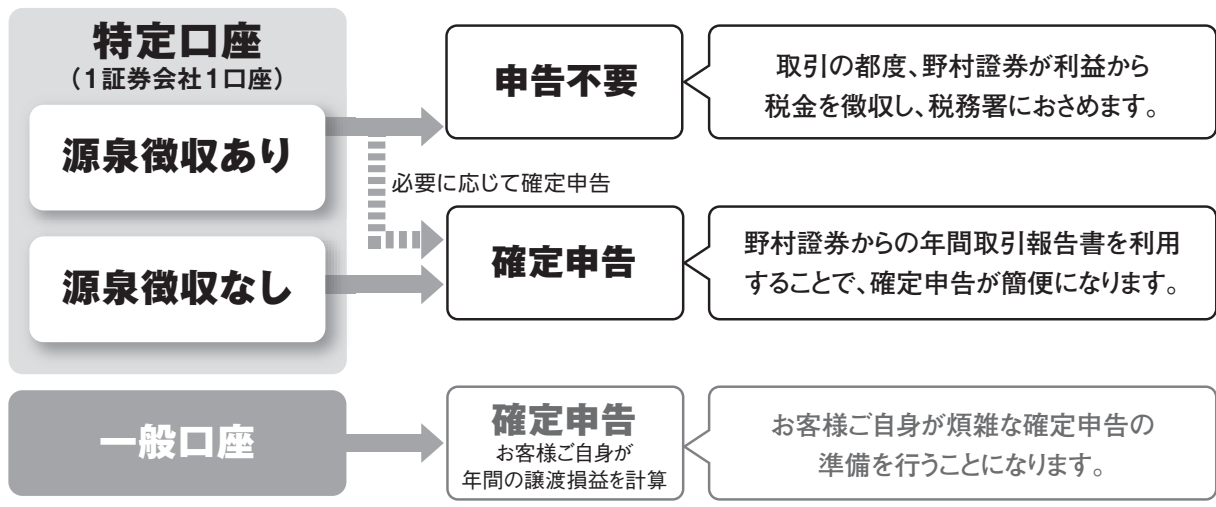 特定口座
（1証券会社1口座）
源泉徴収あり
申告不要
取引の都度、野村證券が利益から
税金を徴収し、税務署におさめます。
必要に応じて確定申告
源泉徴収なし
確定申告
野村證券からの年間取引報告書を利用
することで、確定申告が簡便になります。
一般口座
確定申告
お客様ご自身が
年間の譲渡損益を計算
お客様ご自身が煩雑な確定申告の
準備を行うことになります。